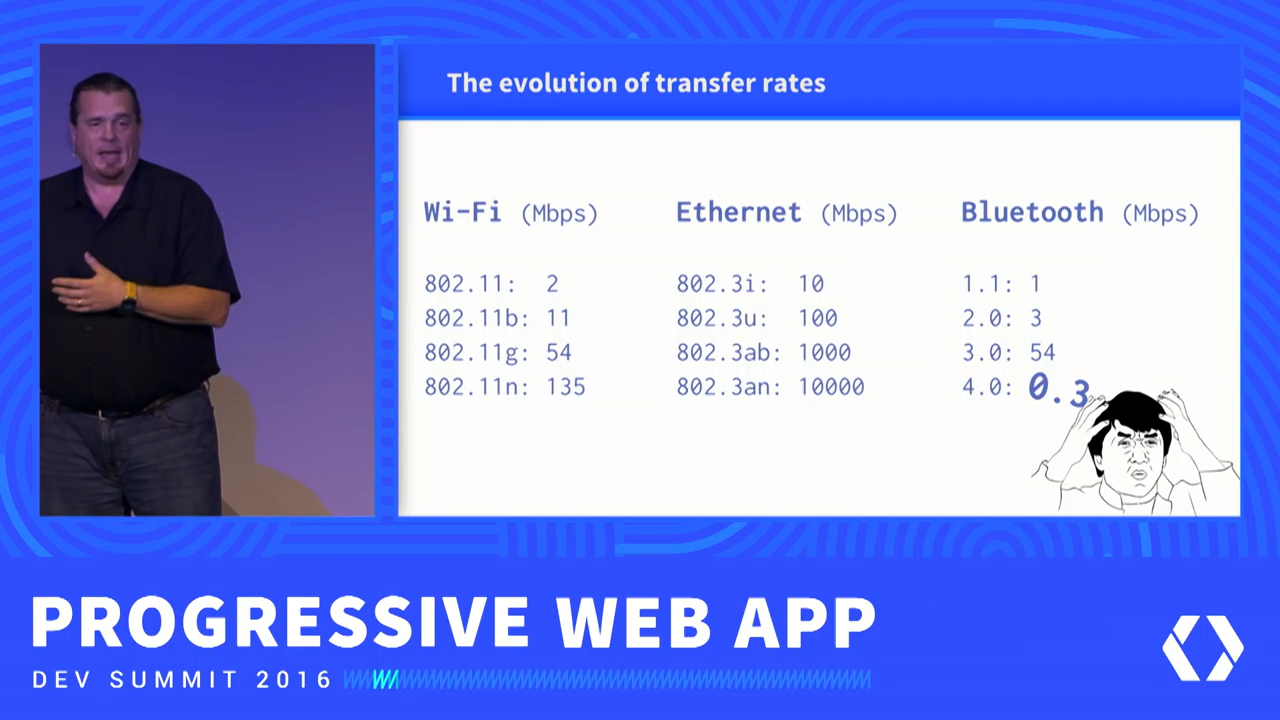 The evolution of transfer rates
Wi-Fi (Mbps)
802.11: 2
802.11b: 11
802.11g: 54
802.11n: 135
Ethernet (Mbps)
802.3i: 10
802.3u: 100
802.3ab: 1000
802.3an: 10000
Bluetooth (Mbps)
1.1: 1
2.0: 3
3.0: 54
4.0: 0.3
PROGRESSIVE WEB APP
DEV SUMMIT 2016